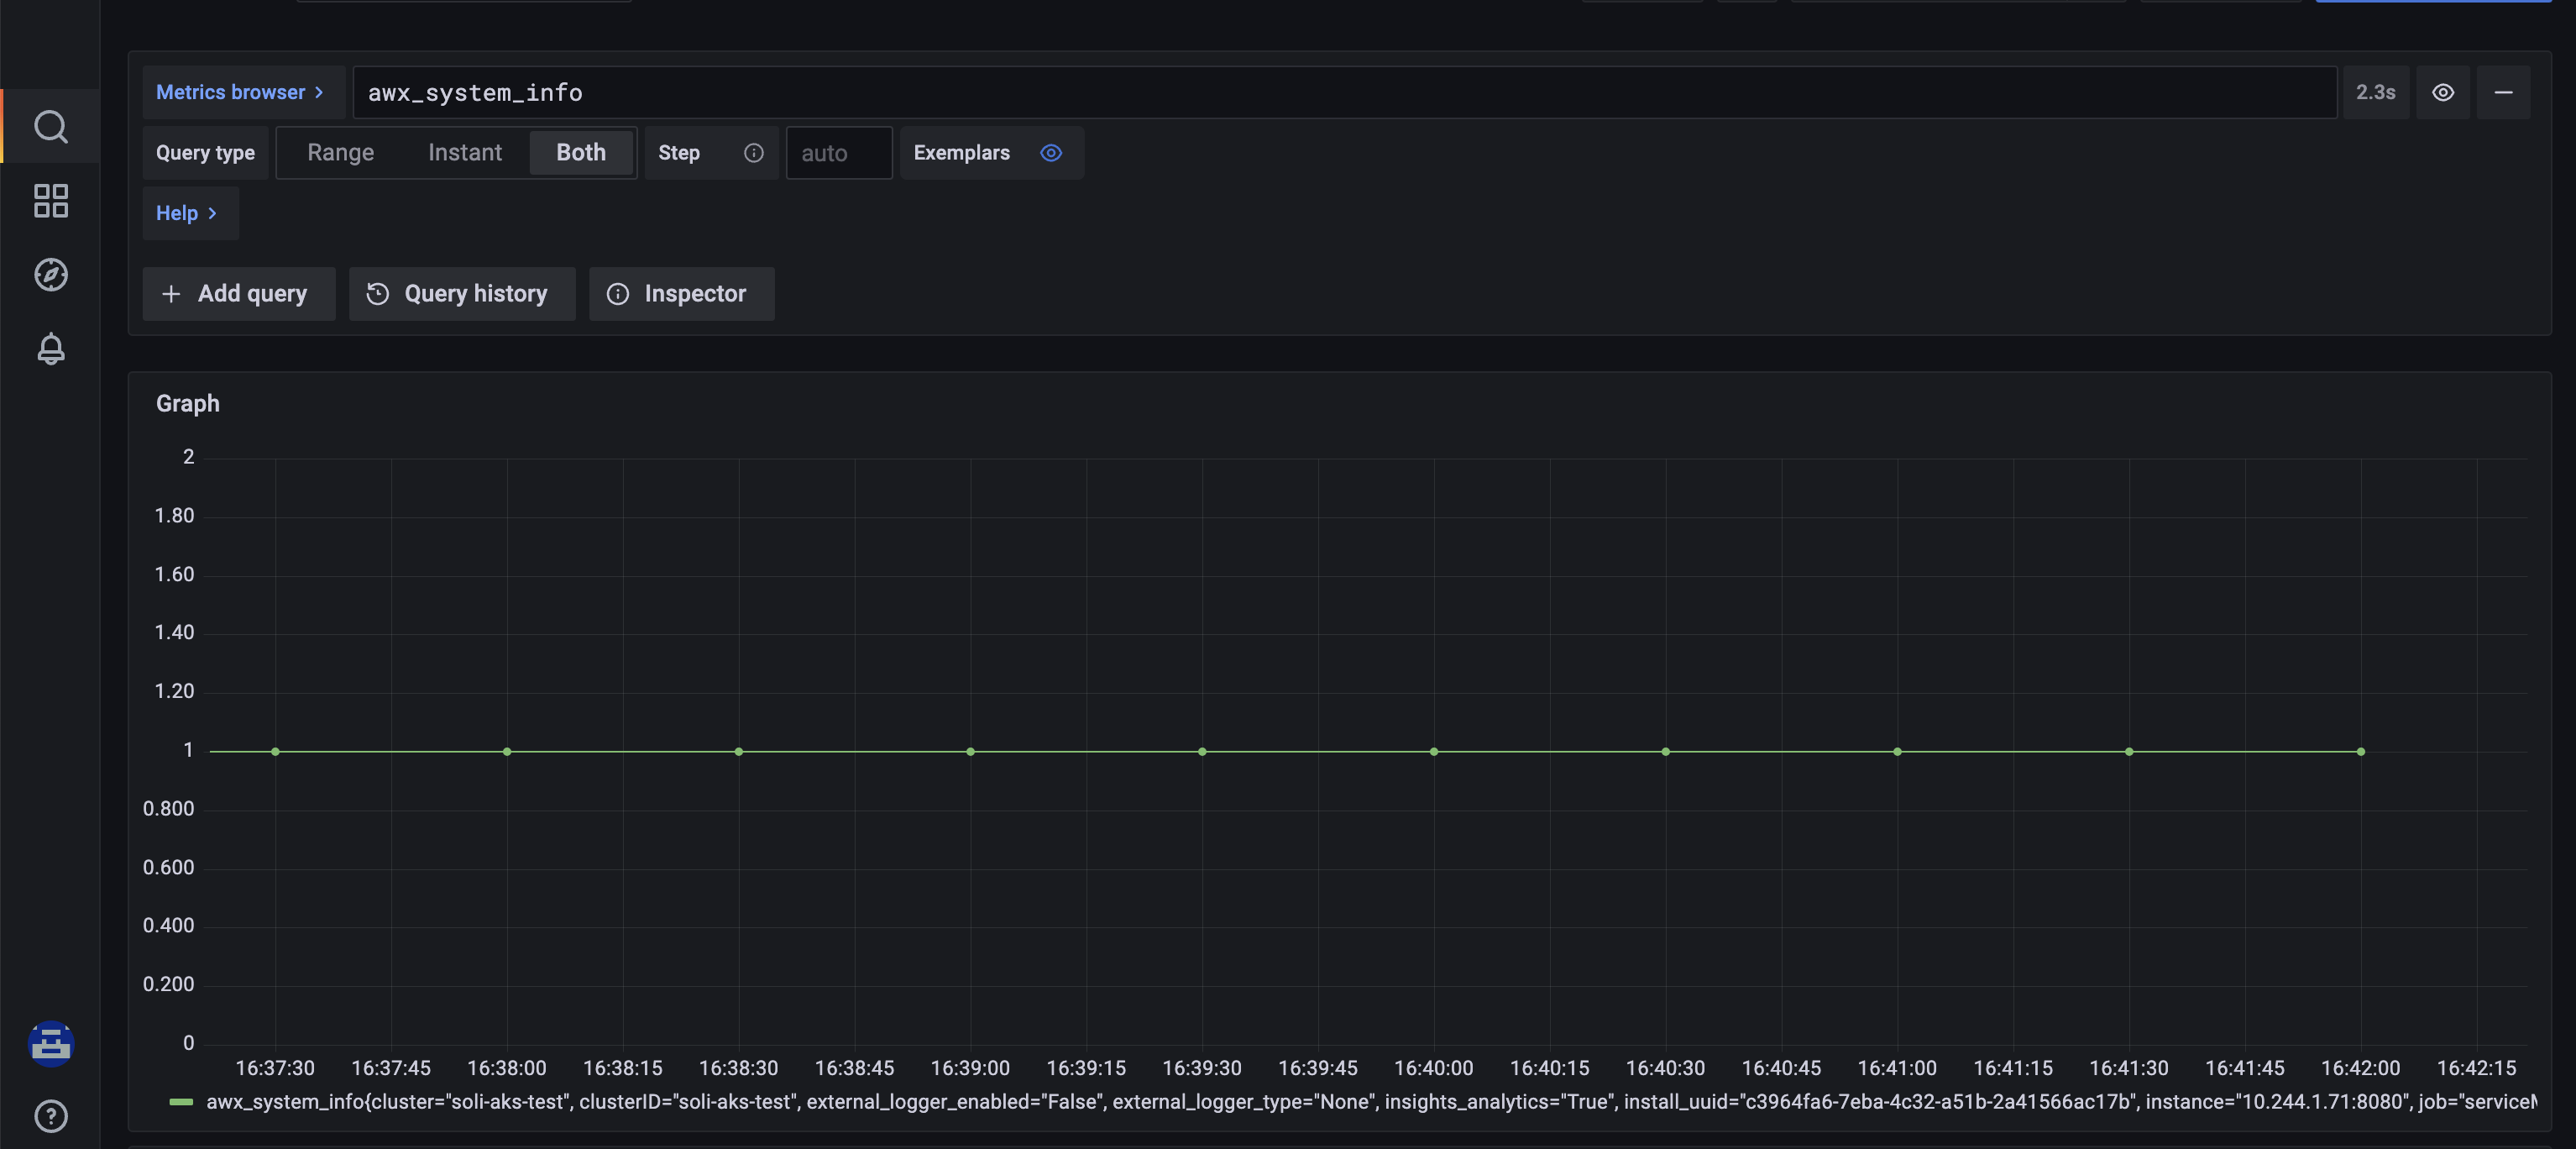 Metrics browser >
awx_system_info
2.3s
Query type
Range
Instant
Both
Step
auto
Exemplars
Help >
+ Add query
Query history
Inspector
Graph
2
1.80
1.60
1.40
1.20
1
0.800
0.600
0.400
0.200
0
16:37:30 16:37:45 16:38:00 16:38:15 16:38:30 16:38:45 16:39:00 16:39:15 16:39:30 16:39:45 16:40:00 16:40:15 16:40:30 16:40:45 16:41:00 16:41:15 16:41:30 16:41:45 16:42:00 16:42:15
awx_system_info{cluster="soli-aks-test", clusterID="soli-aks-test", external_logger_enabled="False", external_logger_type="None", insights_analytics="True", install_uuid="c3964fa6-7eba-4c32-a51b-2a41566ac17b", instance="10.244.1.71:8080", job="service